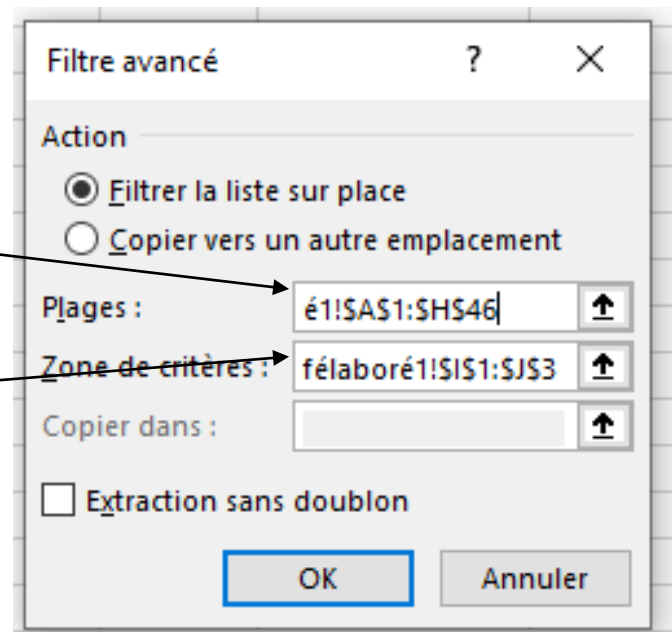 Filtre avancé ?
Action
Filtrer la liste sur place
Copier vers un autre emplacement
Plages : é1!$A$1:$H$46
Zone de critères : félaboré1!$I$1:$J$3
Copier dans :
Extraction sans doublon
OK Annuler